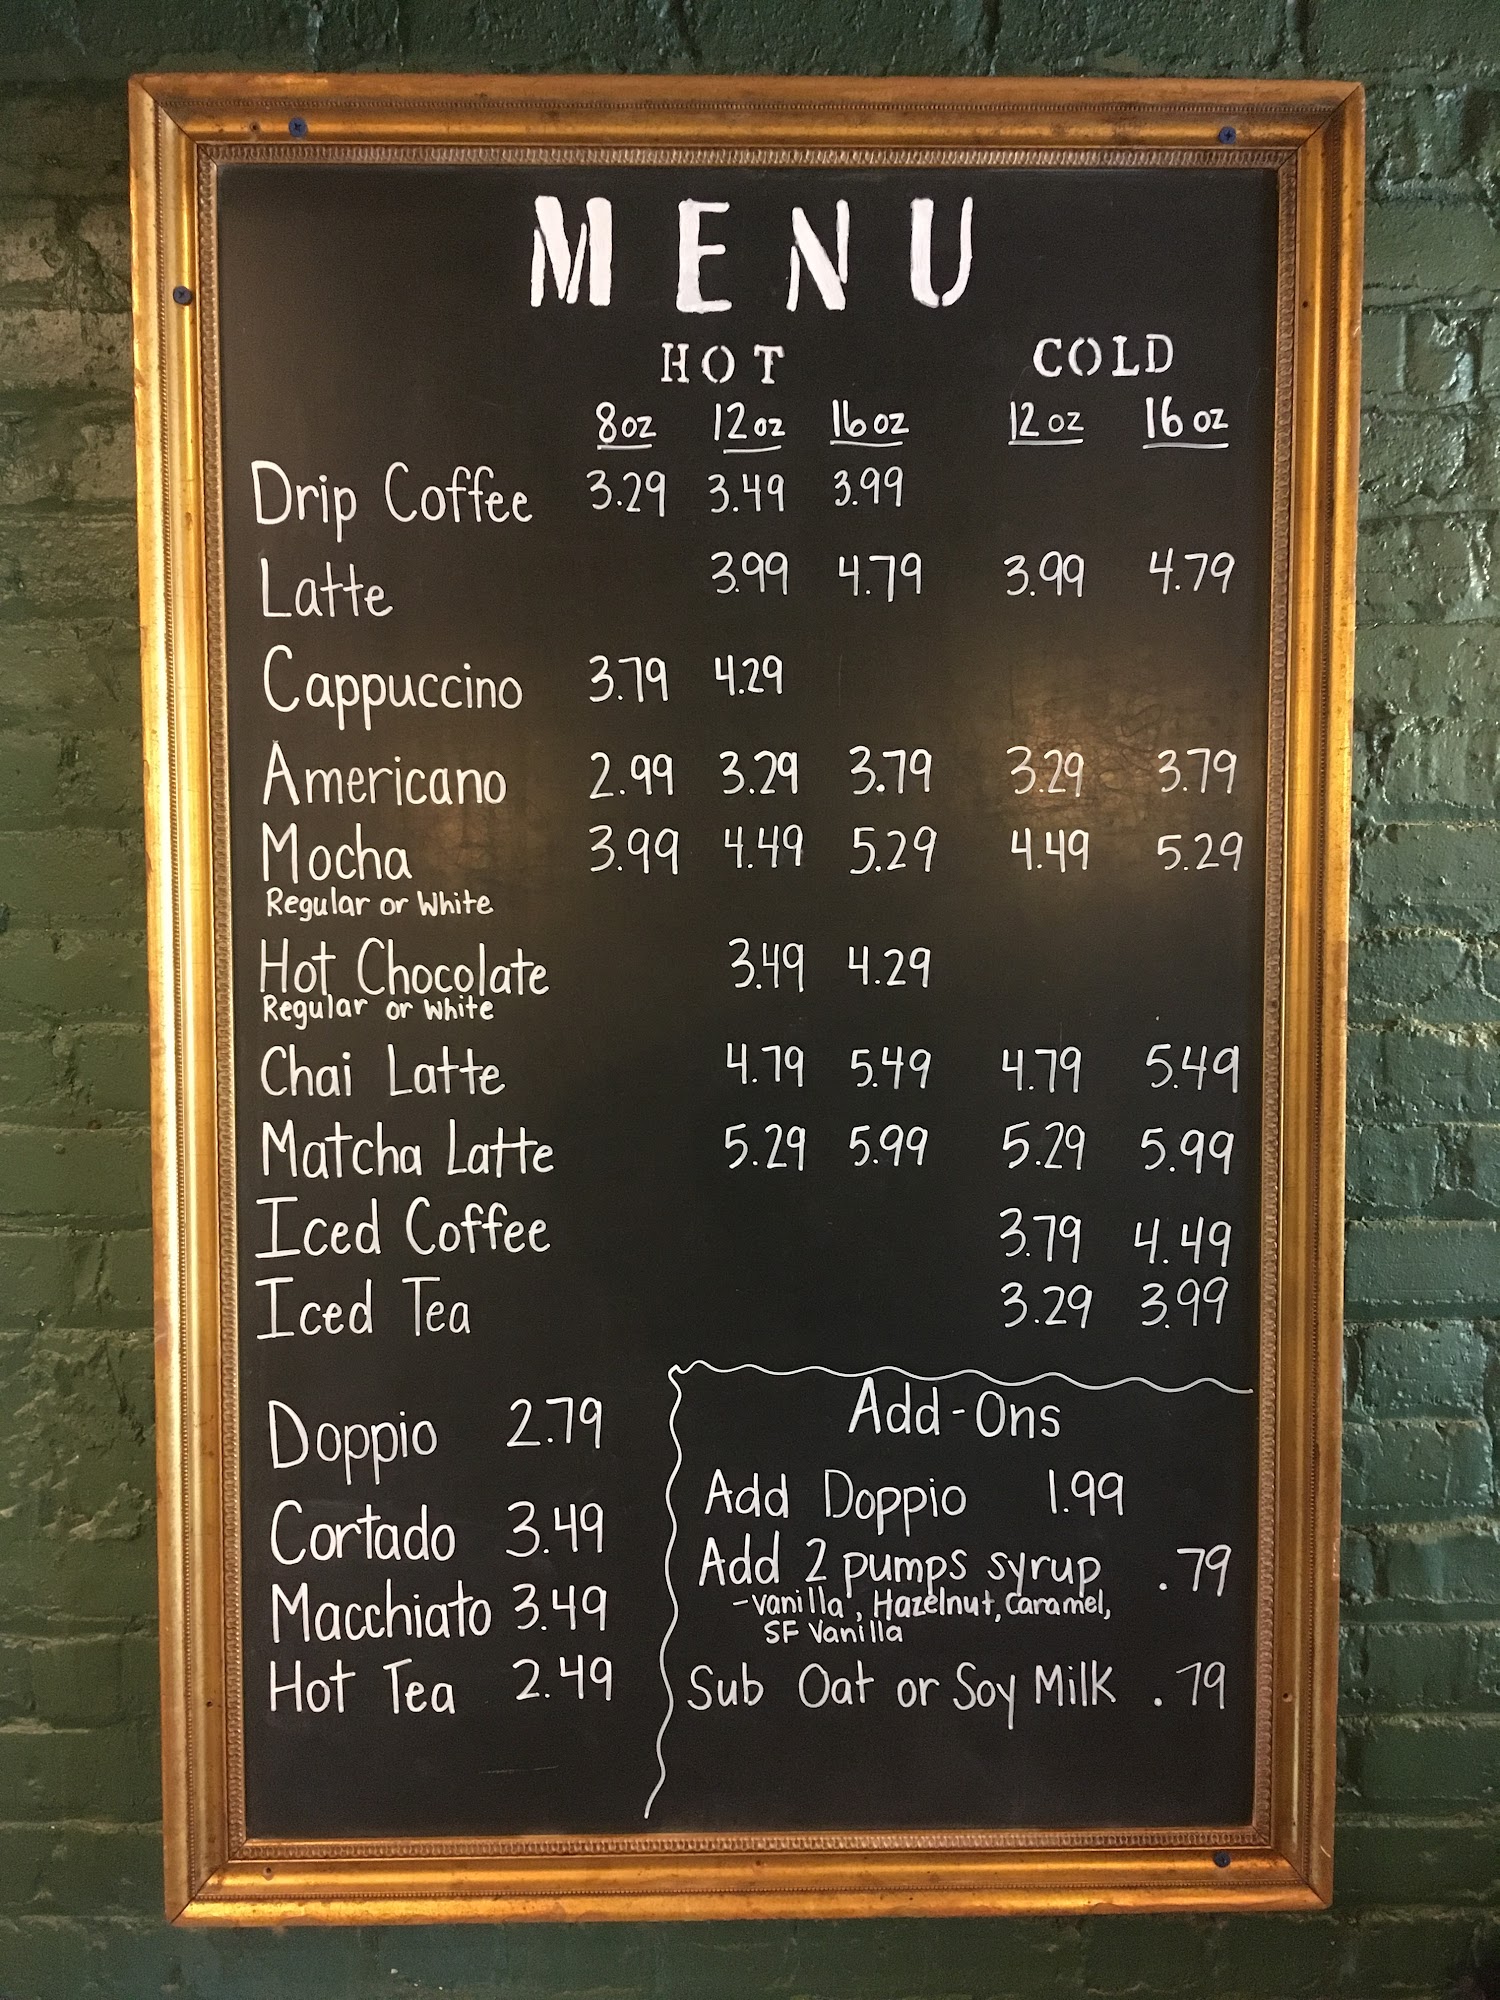 MENU
HOT COLD
8oz 12oz 16oz 12oz 16oz
Drip Coffee 3.29 3.49 3.99
Latte 3.99 4.79 3.99 4.79
Cappuccino 3.79 4.29
Americano 2.99 3.29 3.79 3.29 3.79
Mocha 3.99 4.49 5.29 4.49 5.29
Regular or White
Hot Chocolate 3.49 4.29
Regular or White
Chai Latte 4.79 5.49 4.79 5.49
Matcha Latte 5.29 5.99 5.29 5.99
Iced Coffee 3.79 4.49
Iced Tea 3.29 3.99
Doppio 2.79
Cortado 3.49
Macchiato 3.49
Hot Tea 2.49
Add-Ons
Add Doppio 1.99
Add 2 pumps syrup .79
-vanilla, Hazelnut, Caramel,
SF Vanilla
Sub Oat or Soy Milk .79